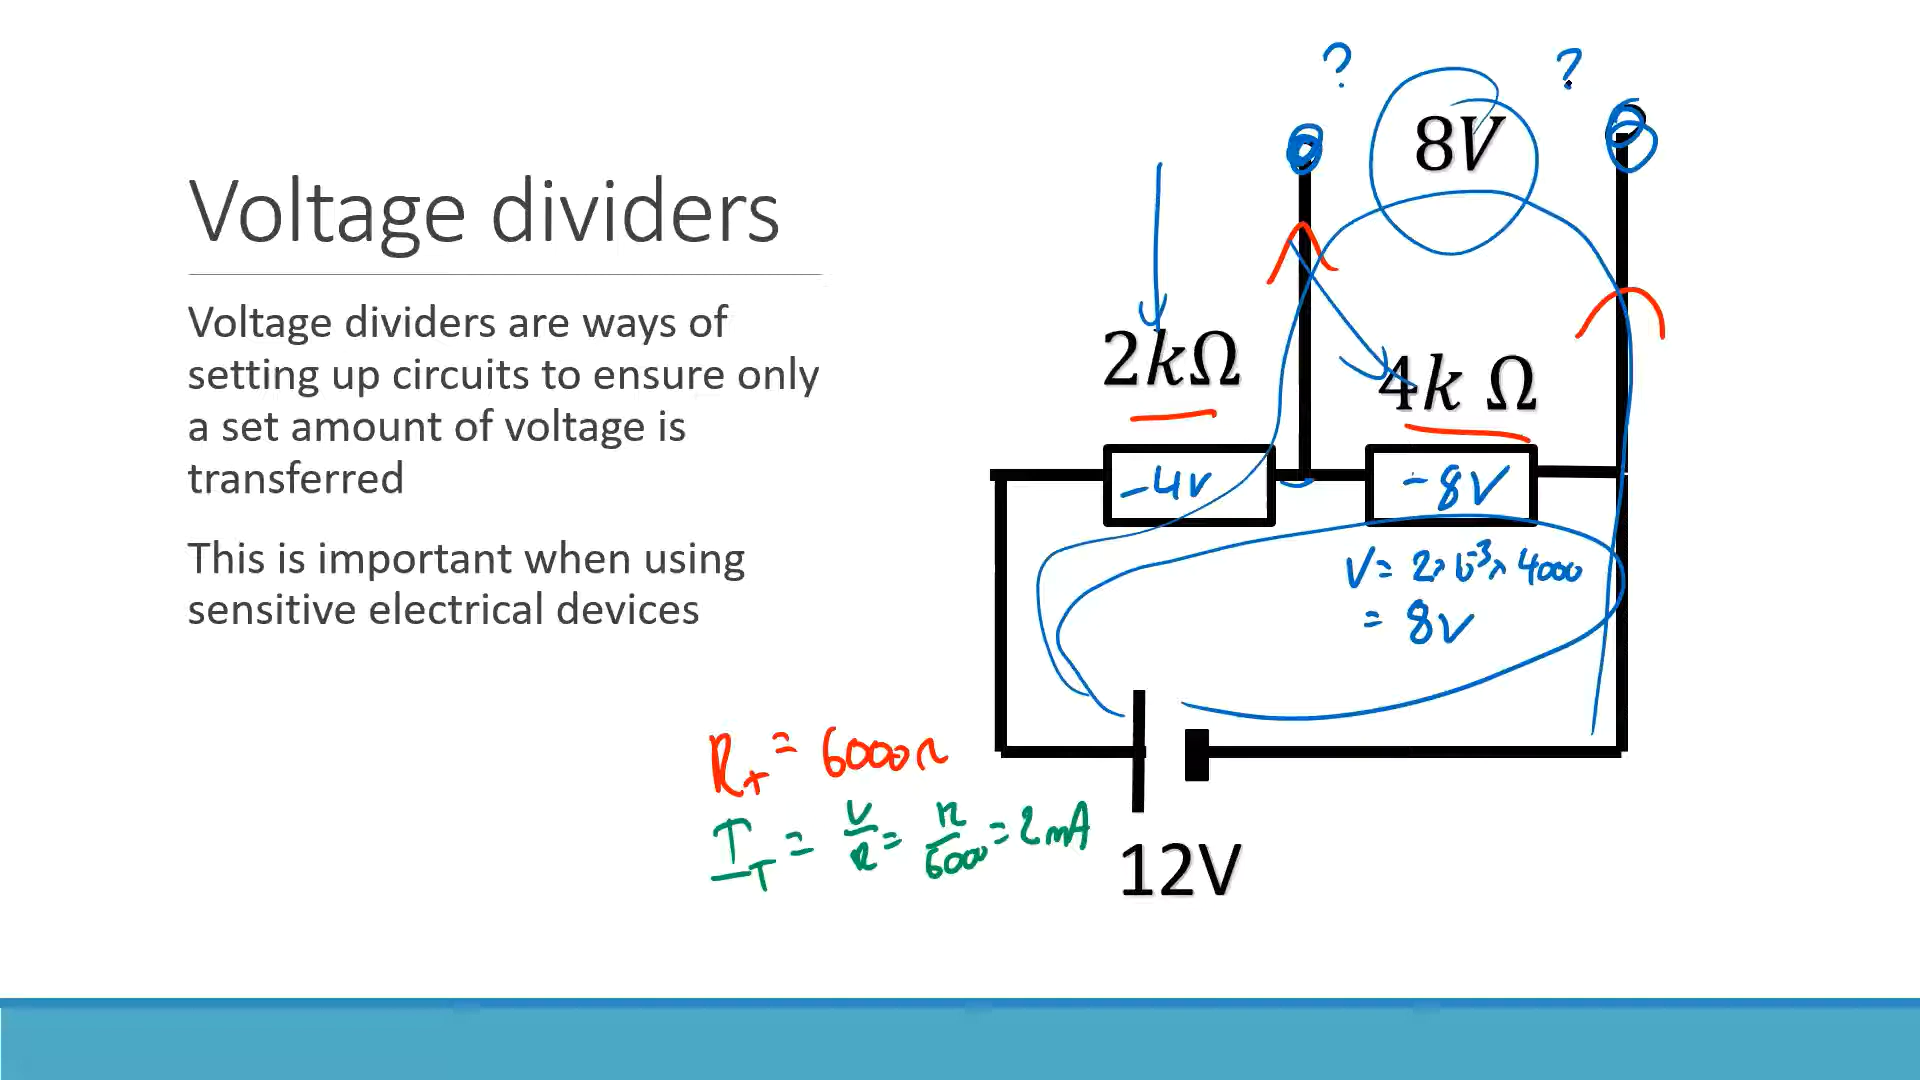 Voltage dividers
Voltage dividers are ways of
setting up circuits to ensure only
a set amount of voltage is
transferred
This is important when using
sensitive electrical devices
? ?
8V
2kΩ
4k Ω
-4V
-8V
V = 2×10⁻³× 4000
= 8V
R_T = 6000Ω
I_T = V/R = 12/6000 = 2mA
12V